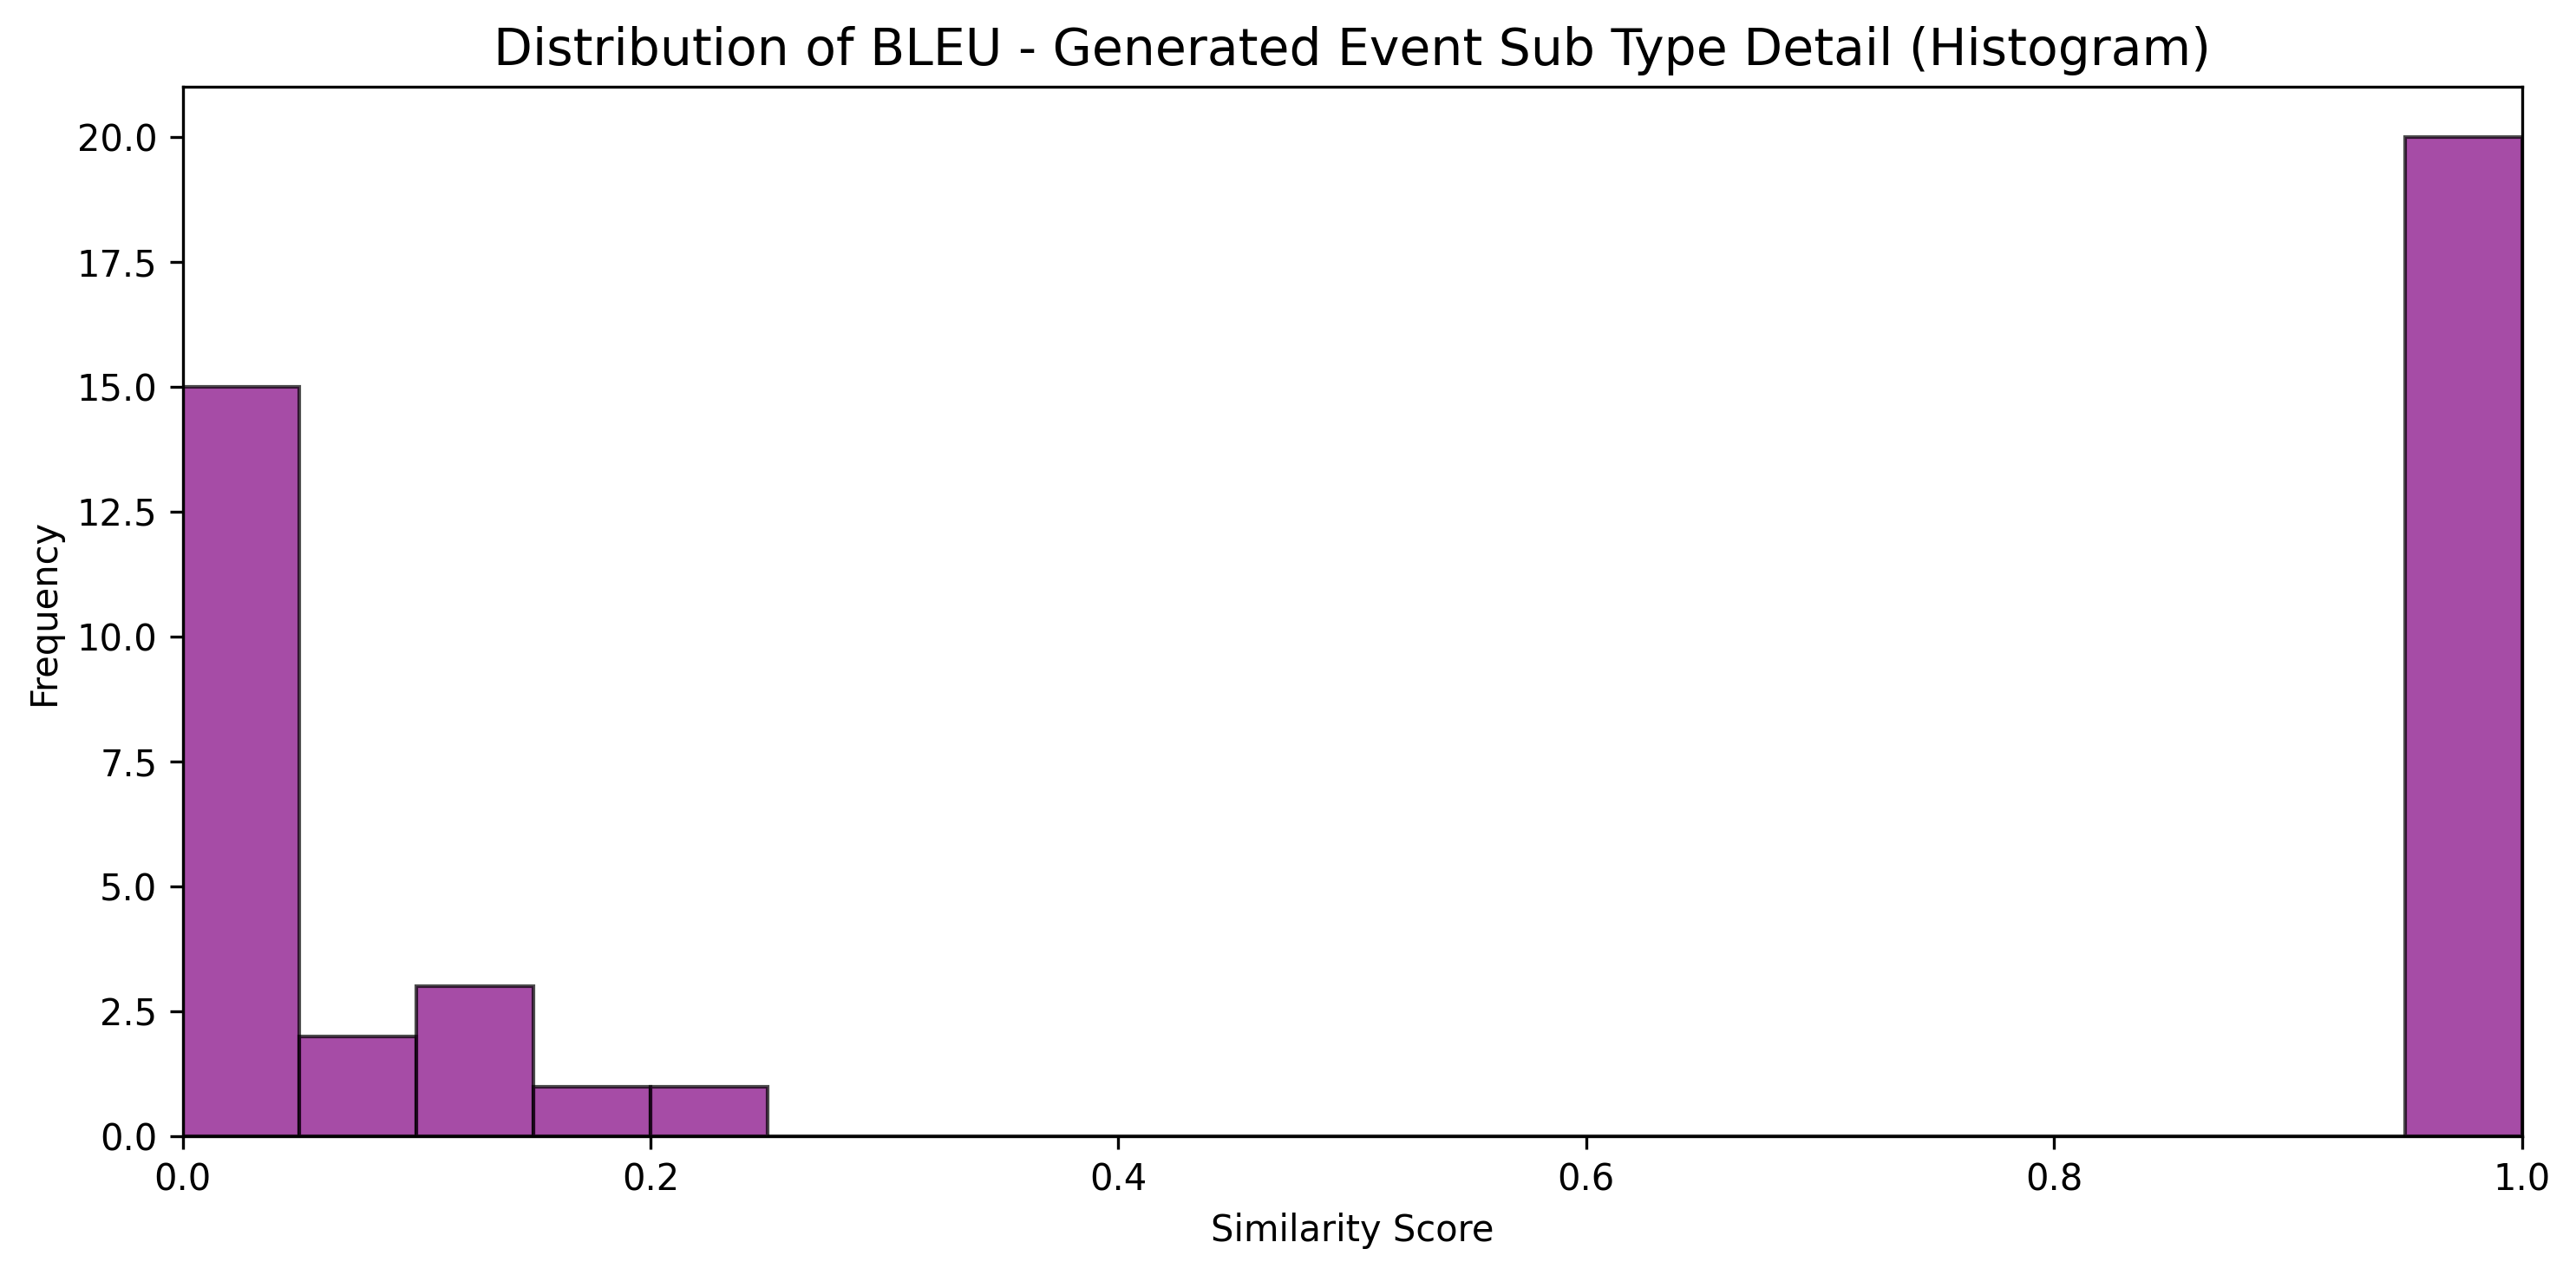 Distribution of BLEU - Generated Event Sub Type Detail (Histogram)
20.0
17.5
15.0
12.5
10.0
7.5
5.0
2.5
0.0
Frequency
0.0 0.2 0.4 0.6 0.8 1.0
Similarity Score